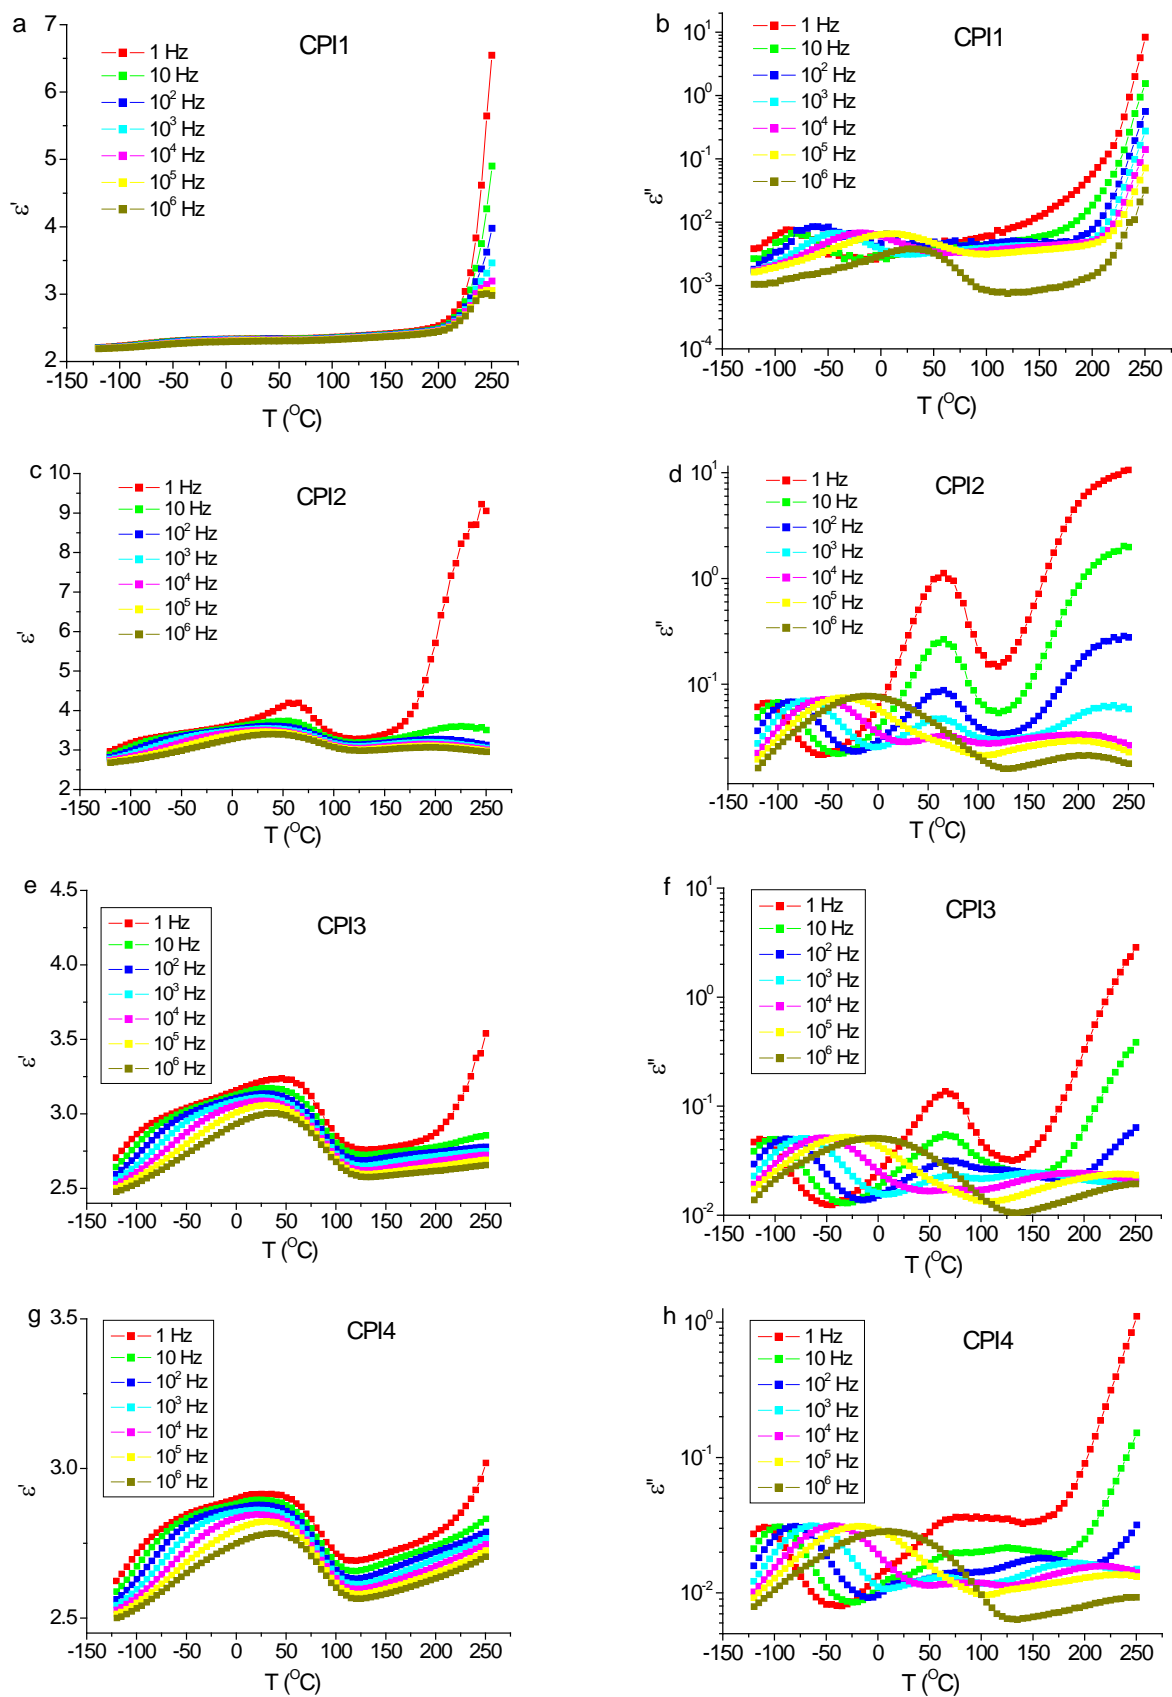 a
CPI1
1 Hz
10 Hz
10² Hz
10³ Hz
10⁴ Hz
10⁵ Hz
10⁶ Hz
7
6
5
4
3
2
ε'
-150 -100 -50 0 50 100 150 200 250
T (°C)
b
CPI1
1 Hz
10 Hz
10² Hz
10³ Hz
10⁴ Hz
10⁵ Hz
10⁶ Hz
10¹
10⁰
10⁻¹
10⁻²
10⁻³
10⁻⁴
ε"
-150 -100 -50 0 50 100 150 200 250
T (°C)
c
CPI2
1 Hz
10 Hz
10² Hz
10³ Hz
10⁴ Hz
10⁵ Hz
10⁶ Hz
10
9
8
7
6
5
4
3
2
ε'
-150 -100 -50 0 50 100 150 200 250
T (°C)
d
CPI2
1 Hz
10 Hz
10² Hz
10³ Hz
10⁴ Hz
10⁵ Hz
10⁶ Hz
10¹
10⁰
10⁻¹
ε"
-150 -100 -50 0 50 100 150 200 250
T (°C)
e
CPI3
1 Hz
10 Hz
10² Hz
10³ Hz
10⁴ Hz
10⁵ Hz
10⁶ Hz
4.5
4.0
3.5
3.0
2.5
ε'
-150 -100 -50 0 50 100 150 200 250
T (°C)
f
CPI3
1 Hz
10 Hz
10² Hz
10³ Hz
10⁴ Hz
10⁵ Hz
10⁶ Hz
10¹
10⁰
10⁻¹
10⁻²
ε"
-150 -100 -50 0 50 100 150 200 250
T (°C)
g
CPI4
1 Hz
10 Hz
10² Hz
10³ Hz
10⁴ Hz
10⁵ Hz
10⁶ Hz
3.5
3.0
2.5
ε'
-150 -100 -50 0 50 100 150 200 250
T (°C)
h
CPI4
1 Hz
10 Hz
10² Hz
10³ Hz
10⁴ Hz
10⁵ Hz
10⁶ Hz
10⁰
10⁻¹
10⁻²
ε"
-150 -100 -50 0 50 100 150 200 250
T (°C)